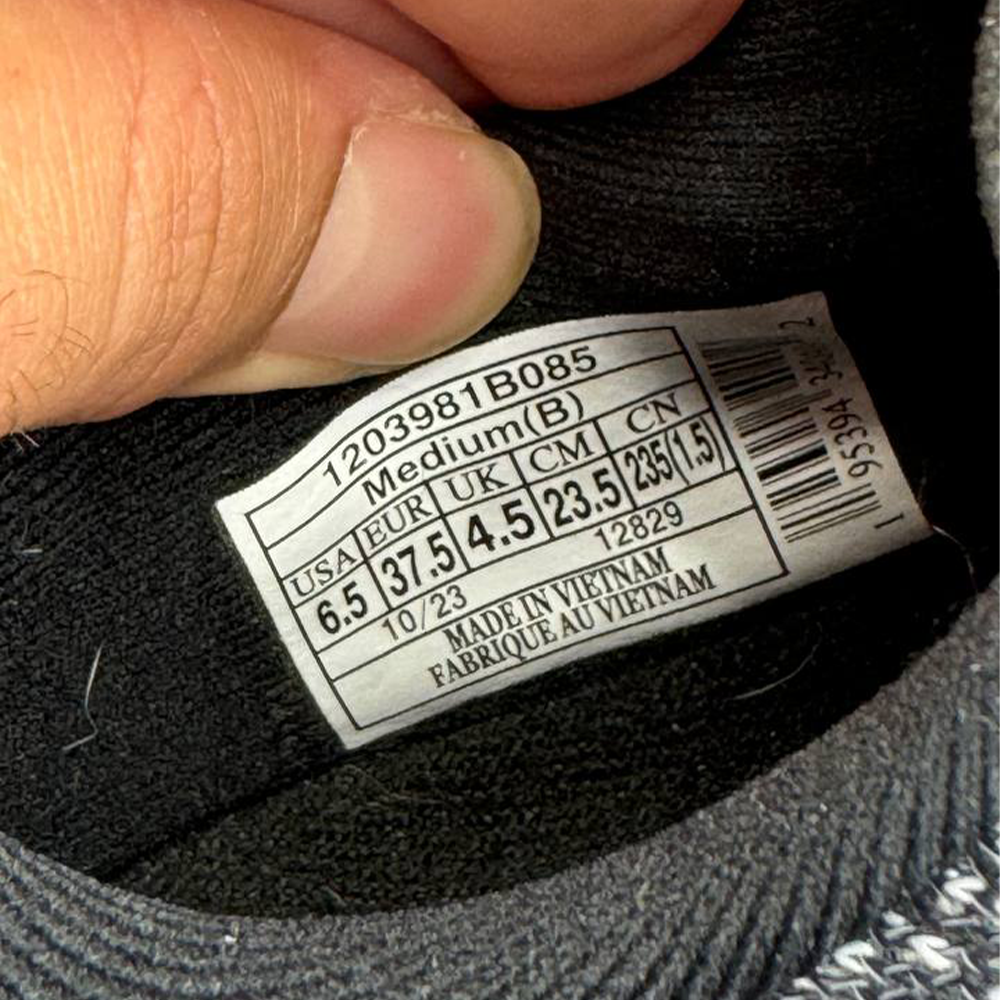 1203981B085
Medium(B)
USA EUR UK CM CN
6.5 37.5 4.5 23.5 235(1.5)
10/23 12829
MADE IN VIETNAM
FABRIQUE AU VIETNAM
1 95394 2